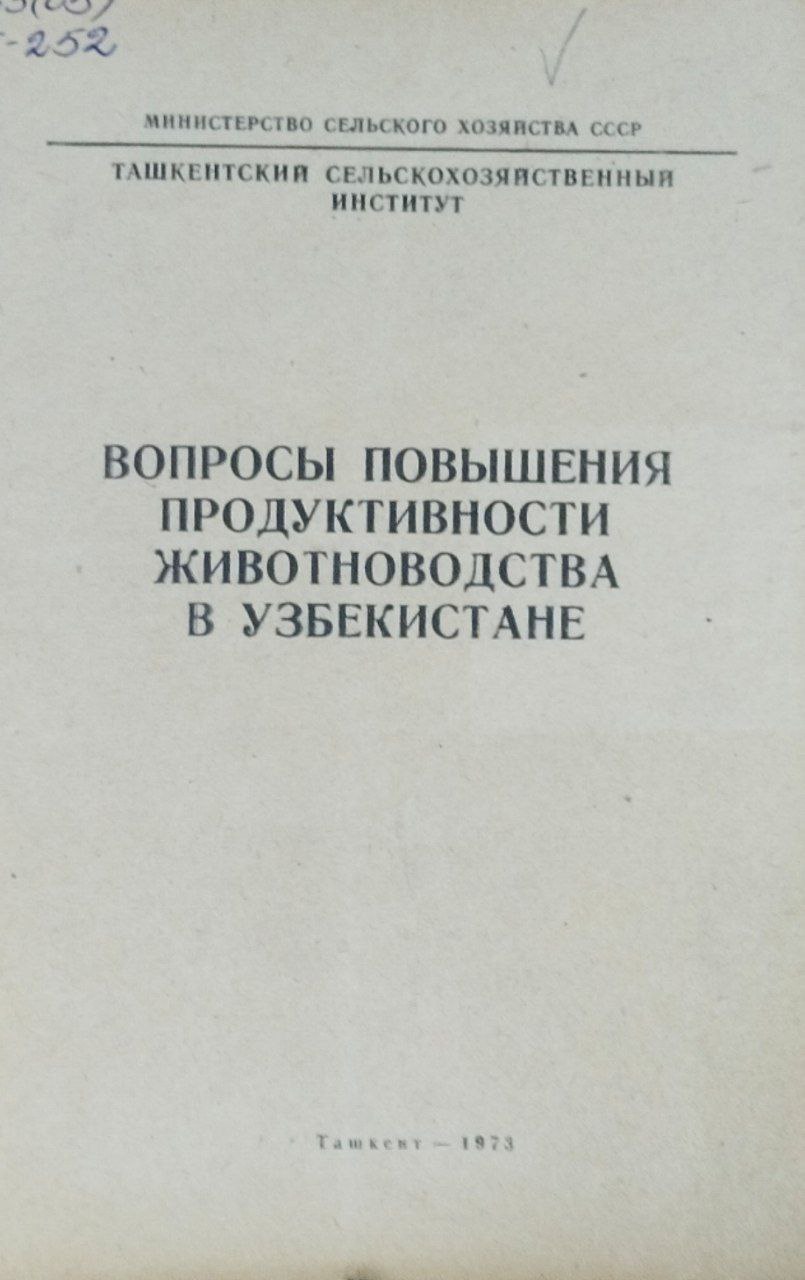 -252
МИНИСТЕРСТВО СЕЛЬСКОГО ХОЗЯЙСТВА СССР
ТАШКЕНТСКИЙ СЕЛЬСКОХОЗЯЙСТВЕННЫЙ
ИНСТИТУТ
ВОПРОСЫ ПОВЫШЕНИЯ
ПРОДУКТИВНОСТИ
ЖИВОТНОВОДСТВА
В УЗБЕКИСТАНЕ
Ташкент — 1973